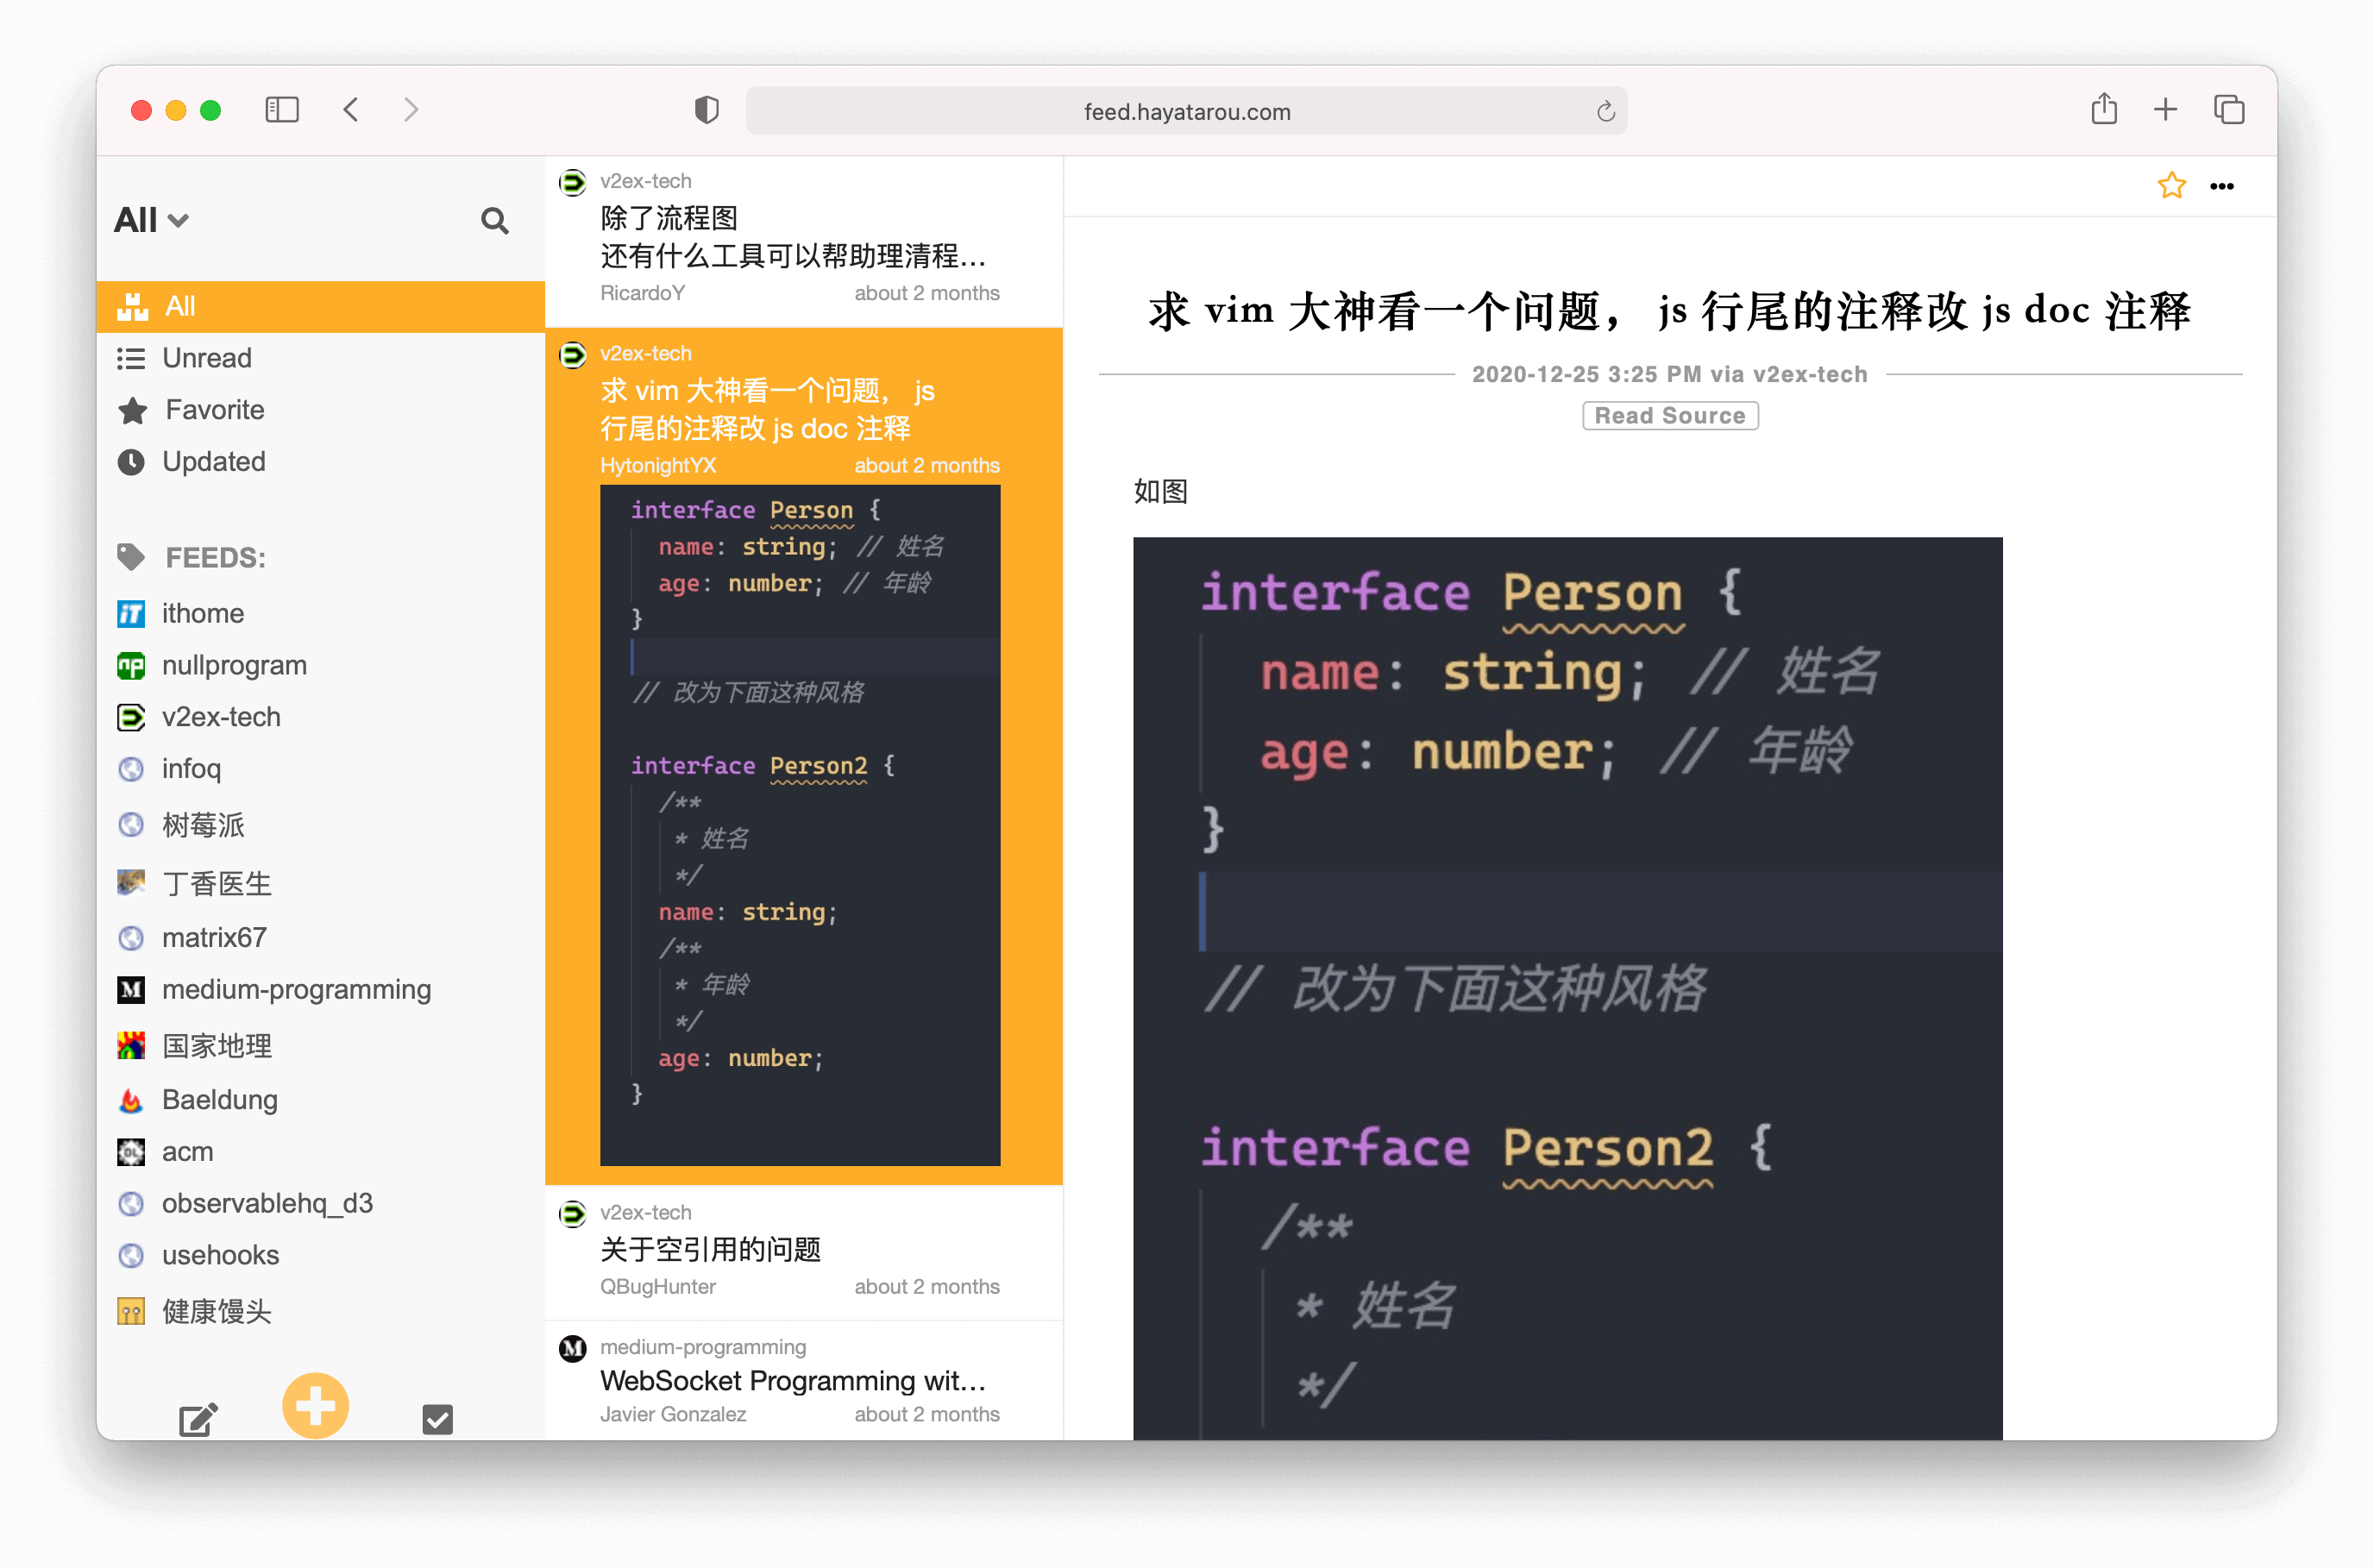 feed.hayatarou.com
All
All
Unread
Favorite
Updated
FEEDS:
ithome
nullprogram
v2ex-tech
infoq
树莓派
丁香医生
matrix67
medium-programming
国家地理
Baeldung
acm
observablehq_d3
usehooks
健康馒头
v2ex-tech
除了流程图
还有什么工具可以帮助理清程…
RicardoY about 2 months
v2ex-tech
求 vim 大神看一个问题， js
行尾的注释改 js doc 注释
HytonightYX about 2 months
interface Person {
name: string; // 姓名
age: number; // 年龄
}
// 改为下面这种风格
interface Person2 {
/**
* 姓名
*/
name: string;
/**
* 年龄
*/
age: number;
}
v2ex-tech
关于空引用的问题
QBugHunter about 2 months
medium-programming
WebSocket Programming wit…
Javier Gonzalez about 2 months
求 vim 大神看一个问题， js 行尾的注释改 js doc 注释
2020-12-25 3:25 PM via v2ex-tech
Read Source
如图
interface Person {
name: string; // 姓名
age: number; // 年龄
}
// 改为下面这种风格
interface Person2 {
/**
* 姓名
*/